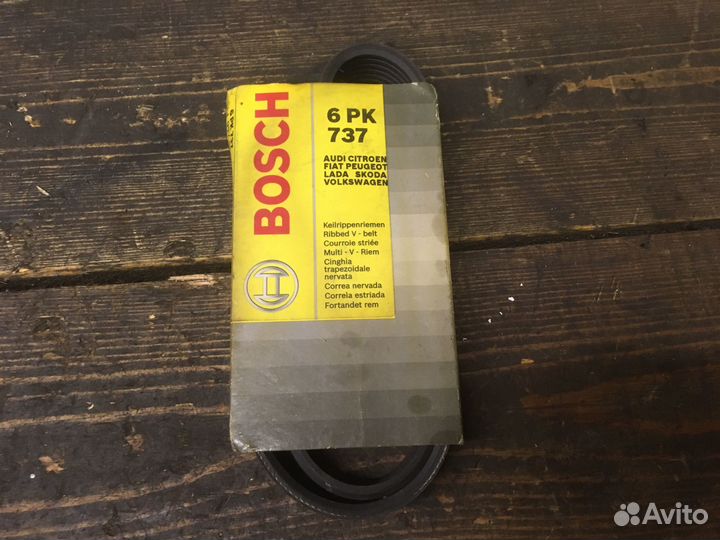 BOSCH
6 PK
737
AUDI CITROEN
FIAT PEUGEOT
LADA SKODA
VOLKSWAGEN
Keilrippenriemen
Ribbed V - belt
Courroie striée
Multi - V - Riem
Cinghia
trapezoidale
nervata
Correa nervada
Correia estriada
Fortandet rem
Avito